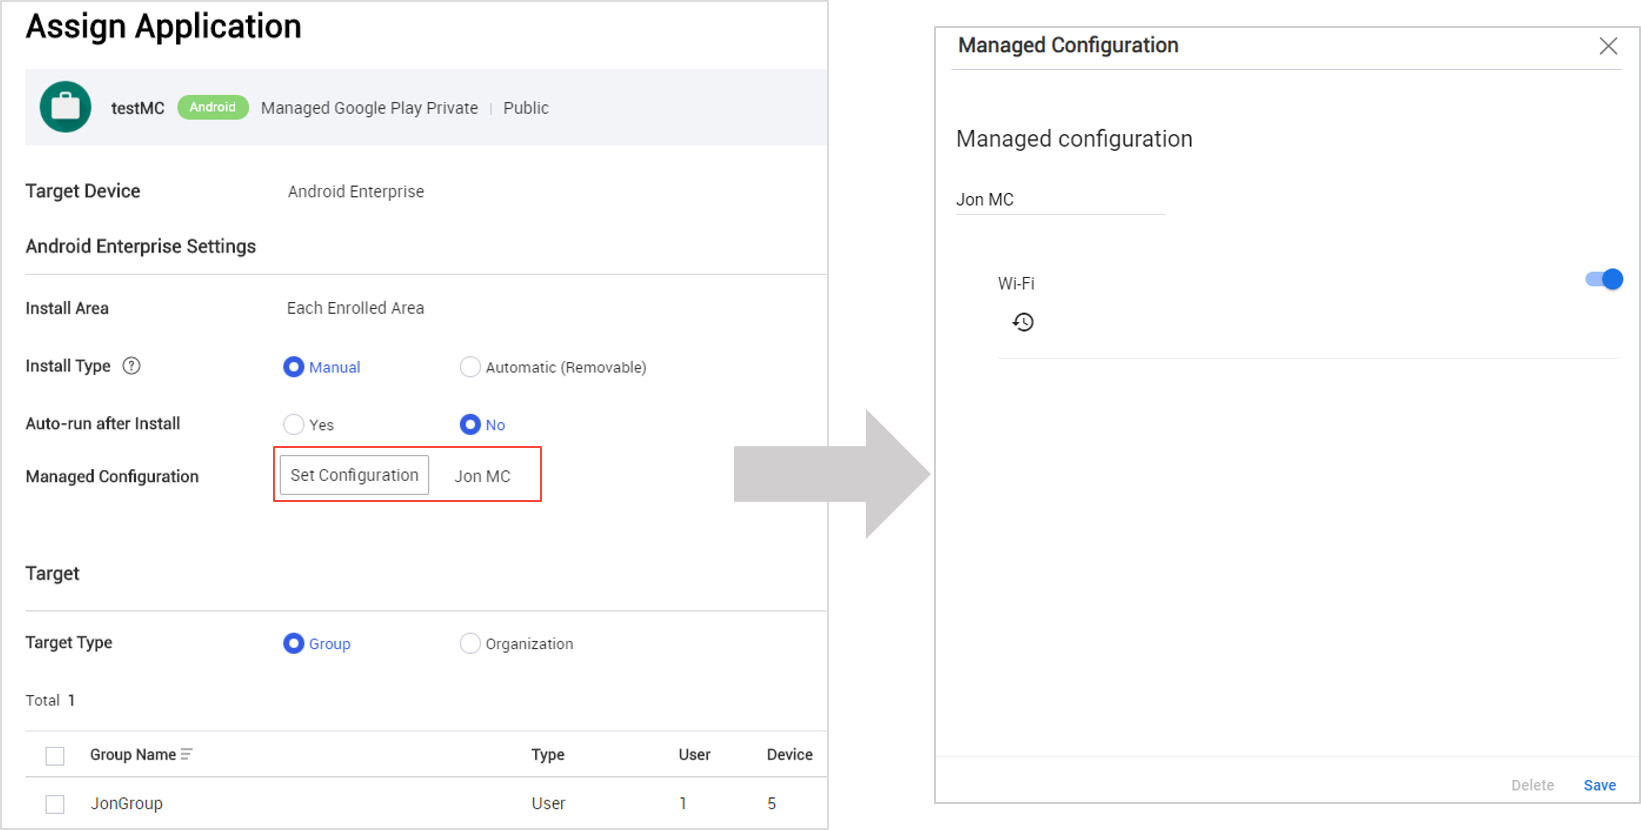 Assign Application
testMC Android Managed Google Play Private | Public
Target Device Android Enterprise
Android Enterprise Settings
Install Area Each Enrolled Area
Install Type ? Manual Automatic (Removable)
Auto-run after Install Yes No
Managed Configuration Set Configuration Jon MC
Target
Target Type Group Organization
Total 1
Group Name Type User Device
JonGroup User 1 5
Managed Configuration
Managed configuration
Jon MC
Wi-Fi
Delete Save